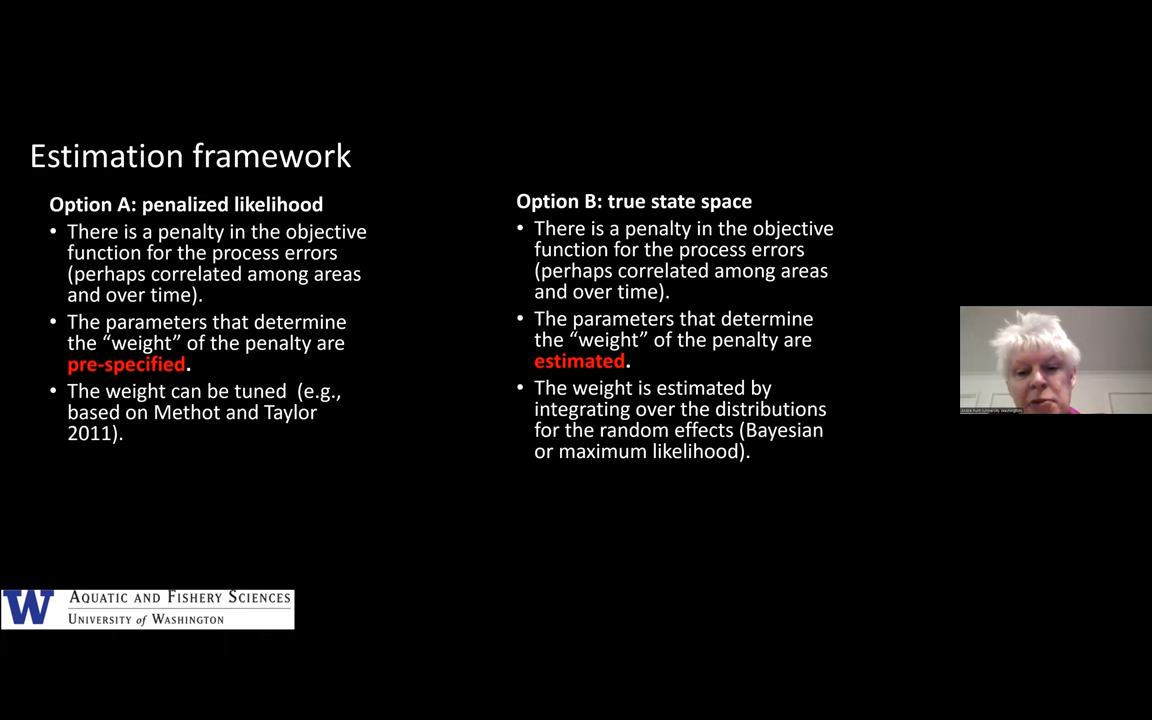 Estimation framework
Option A: penalized likelihood
• There is a penalty in the objective
function for the process errors
(perhaps correlated among areas
and over time).
• The parameters that determine
the “weight” of the penalty are
pre-specified.
• The weight can be tuned (e.g.,
based on Methot and Taylor
2011).
Option B: true state space
• There is a penalty in the objective
function for the process errors
(perhaps correlated among areas
and over time).
• The parameters that determine
the “weight” of the penalty are
estimated.
• The weight is estimated by
integrating over the distributions
for the random effects (Bayesian
or maximum likelihood).
W
AQUATIC AND FISHERY SCIENCES
UNIVERSITY of WASHINGTON